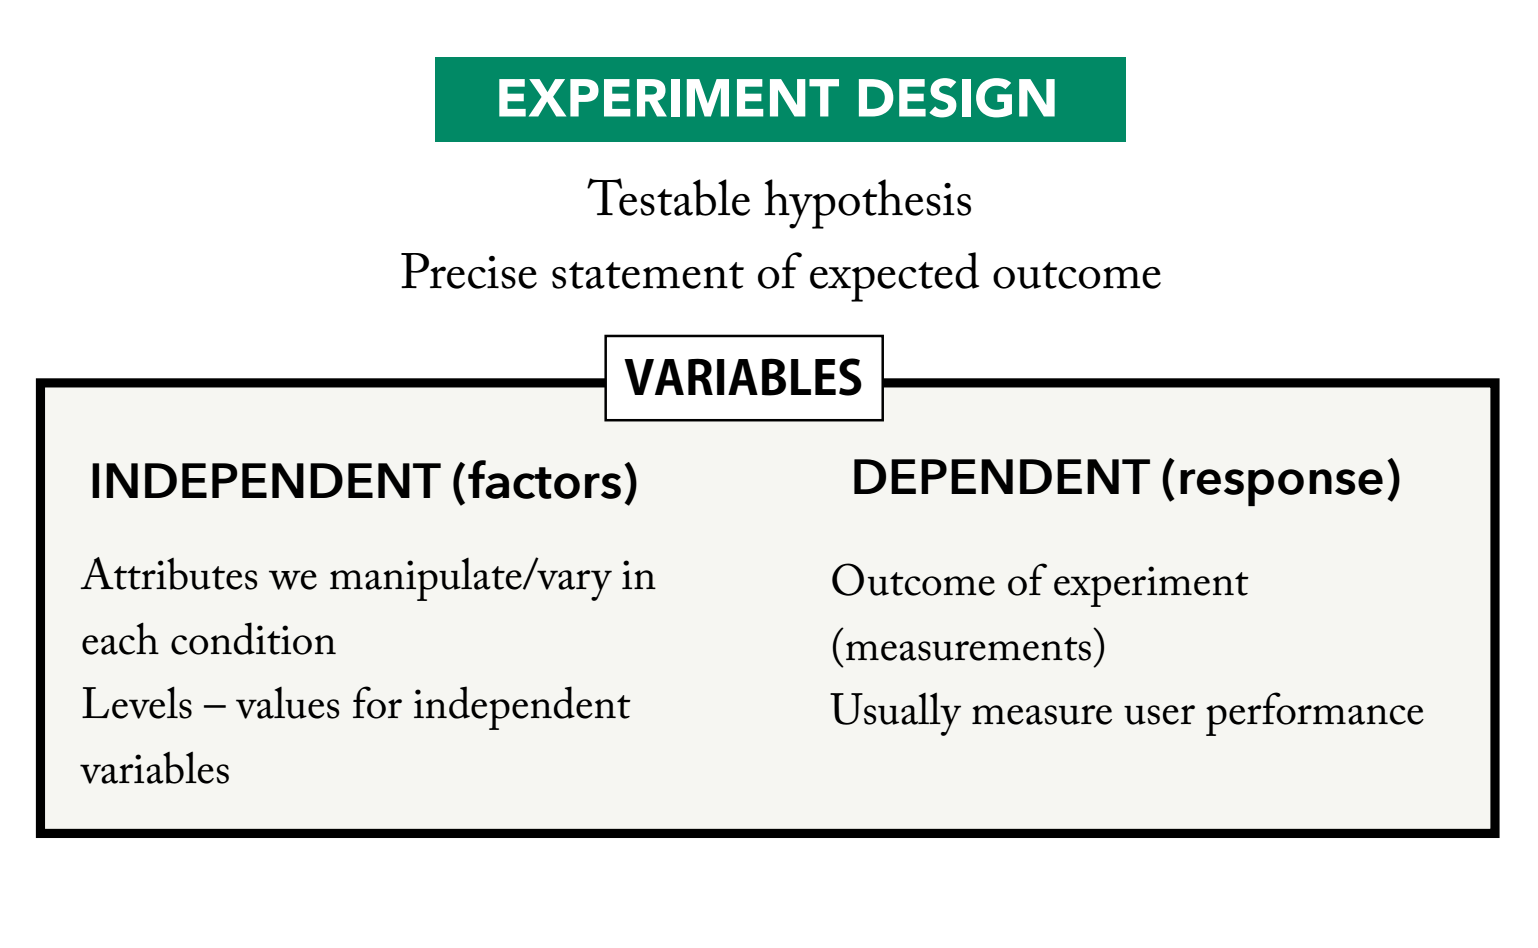 EXPERIMENT DESIGN
Testable hypothesis
Precise statement of expected outcome
VARIABLES
INDEPENDENT (factors)
Attributes we manipulate/vary in
each condition
Levels – values for independent
variables
DEPENDENT (response)
Outcome of experiment
(measurements)
Usually measure user performance